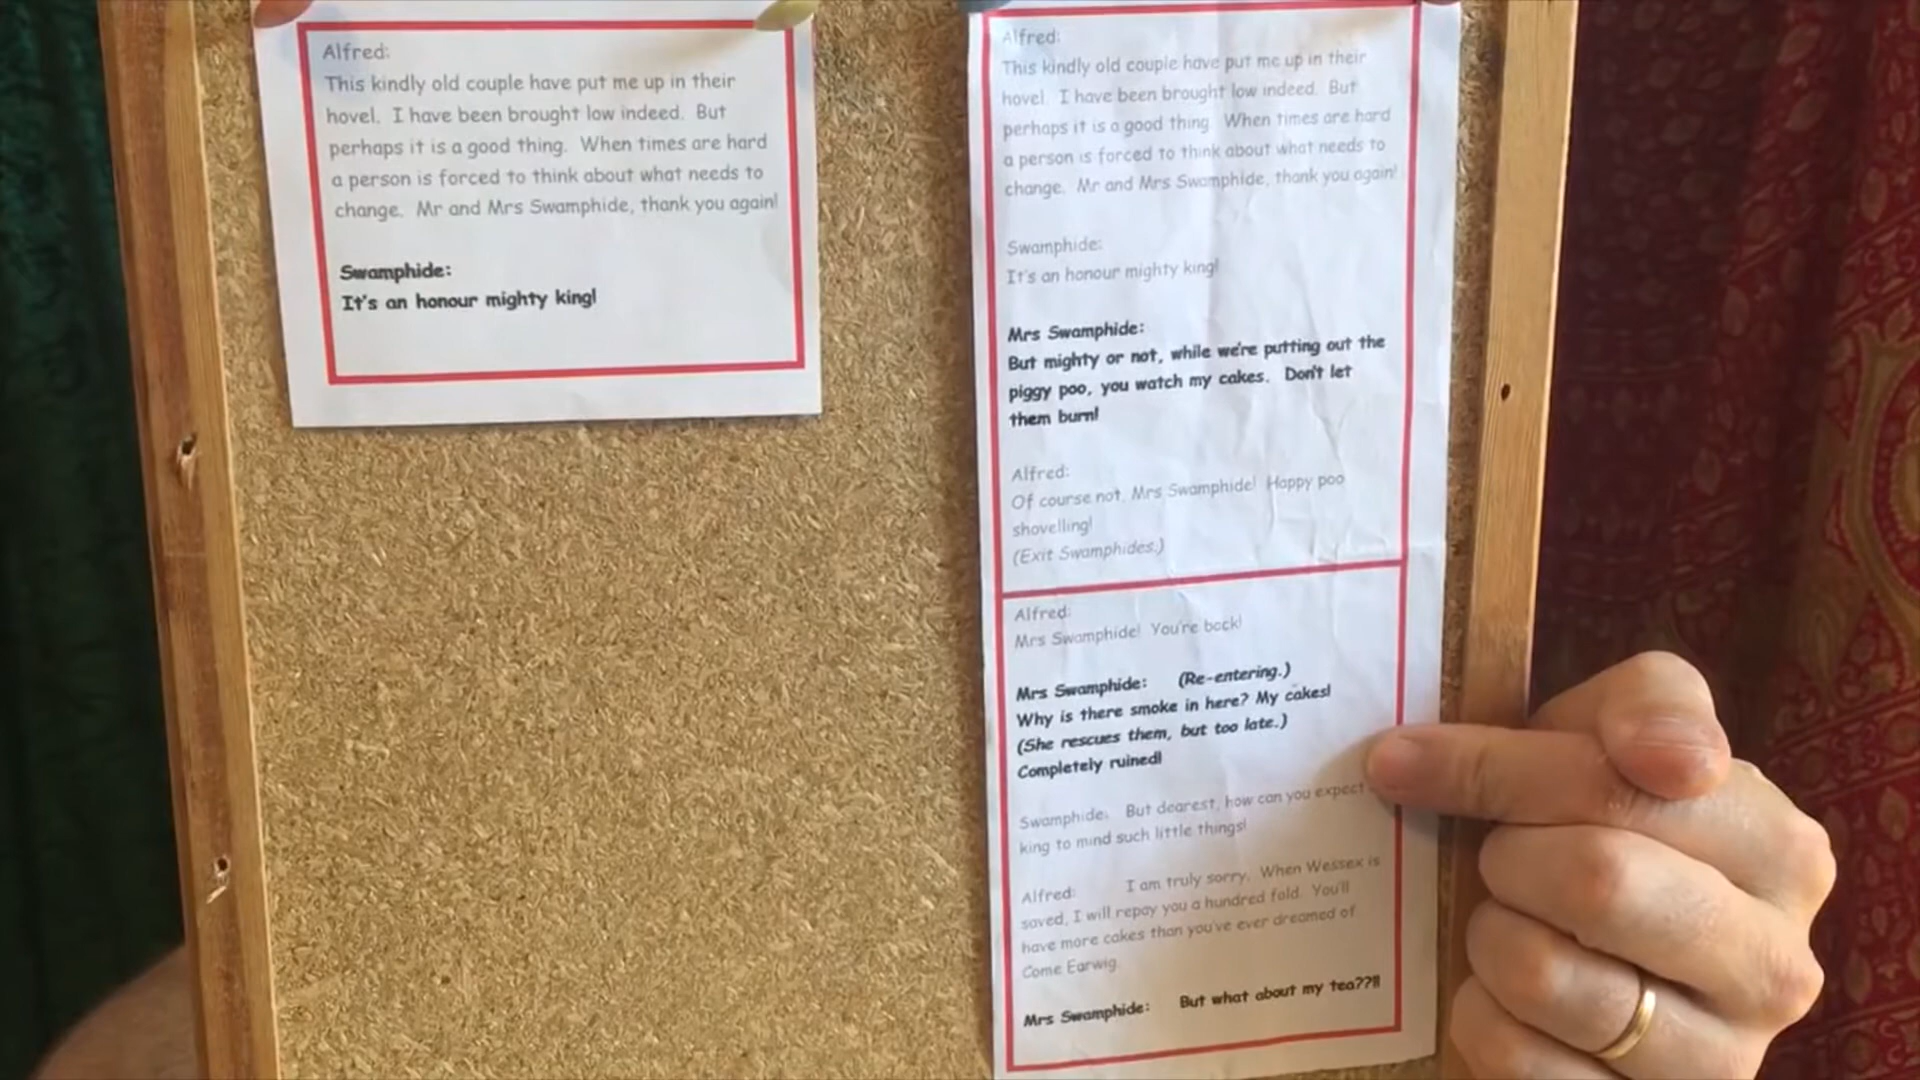 Alfred:
This kindly old couple have put me up in their
hovel. I have been brought low indeed. But
perhaps it is a good thing. When times are hard
a person is forced to think about what needs to
change. Mr and Mrs Swamphide, thank you again!
Swamphide:
It's an honour mighty king!
Alfred:
This kindly old couple have put me up in their
hovel. I have been brought low indeed. But
perhaps it is a good thing. When times are hard
a person is forced to think about what needs to
change. Mr and Mrs Swamphide, thank you again!
Swamphide:
It's an honour mighty king!
Mrs Swamphide:
But mighty or not, while we're putting out the
piggy poo, you watch my cakes. Don't let
them burn!
Alfred:
Of course not, Mrs Swamphide! Happy poo
shovelling!
(Exit Swamphides.)
Alfred:
Mrs Swamphide! You're back!
Mrs Swamphide: (Re-entering.)
Why is there smoke in here? My cakes!
(She rescues them, but too late.)
Completely ruined!
Swamphide: But dearest, how can you expect
king to mind such little things!
Alfred: I am truly sorry. When Wessex is
saved, I will repay you a hundred fold. You'll
have more cakes than you've ever dreamed of
Come Earwig.
Mrs Swamphide: But what about my tea??!!